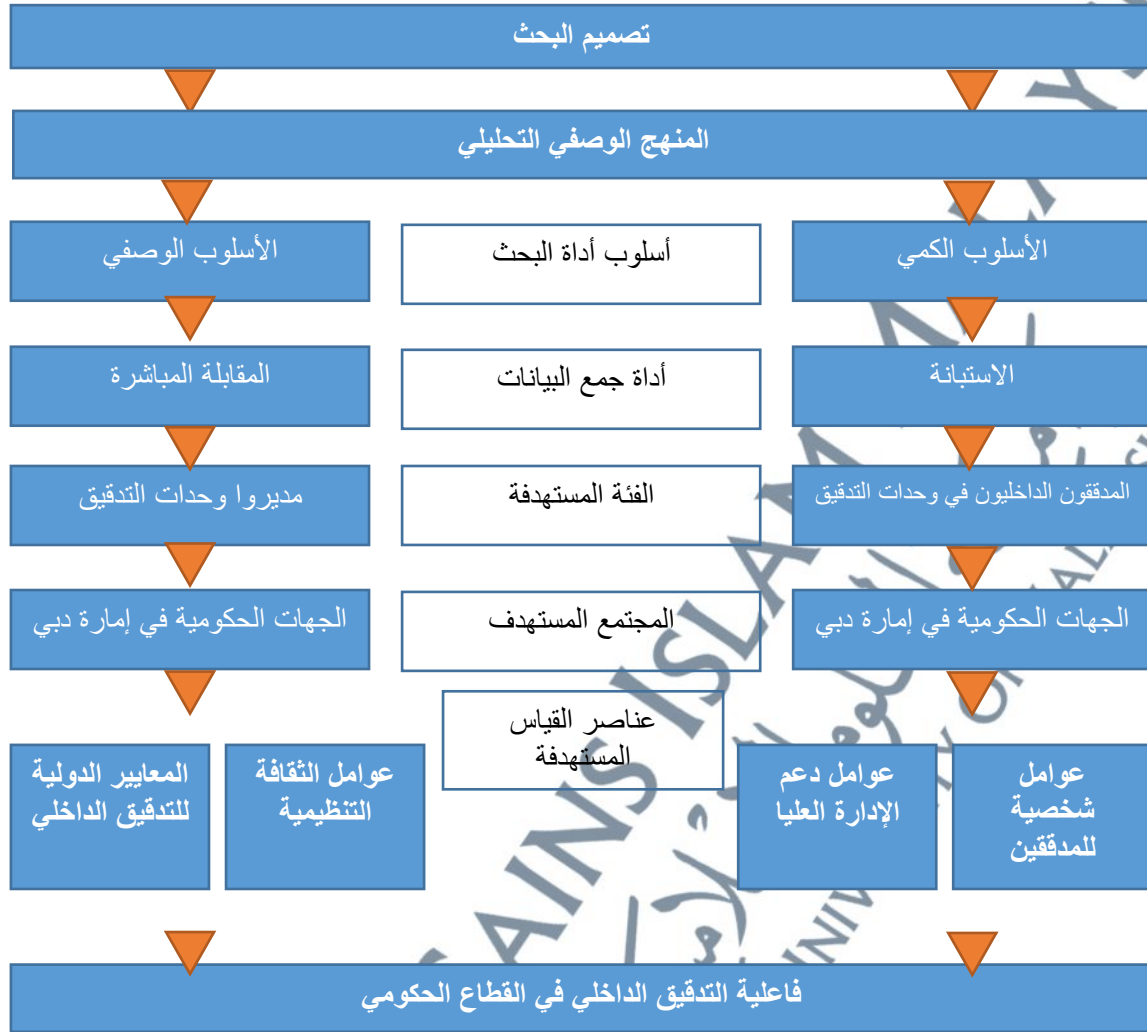 تصميم البحث
المنهج الوصفي التحليلي
الأسلوب الكمي
أسلوب أداة البحث
الأسلوب الوصفي
الاستبانة
أداة جمع البيانات
المقابلة المباشرة
المدققون الداخليون في وحدات التدقيق
الفئة المستهدفة
مديروا وحدات التدقيق
الجهات الحكومية في إمارة دبي
المجتمع المستهدف
الجهات الحكومية في إمارة دبي
عناصر القياس
المستهدفة
عوامل
شخصية
للمدققين
عوامل دعم
الإدارة العليا
عوامل الثقافة
التنظيمية
المعايير الدولية
للتدقيق الداخلي
فاعلية التدقيق الداخلي في القطاع الحكومي